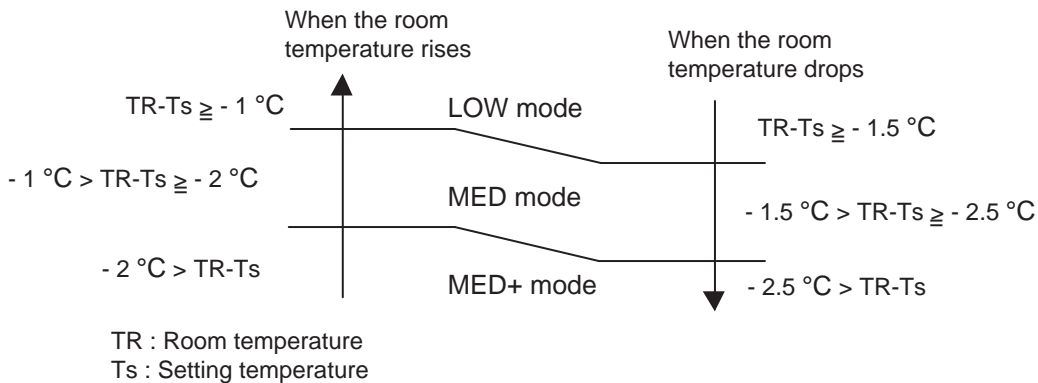 When the room
temperature rises
When the room
temperature drops
TR-Ts ≧ - 1 °C
LOW mode
TR-Ts ≧ - 1.5 °C
- 1 °C > TR-Ts ≧ - 2 °C
MED mode
- 1.5 °C > TR-Ts ≧ - 2.5 °C
- 2 °C > TR-Ts
MED+ mode
- 2.5 °C > TR-Ts
TR : Room temperature
Ts : Setting temperature